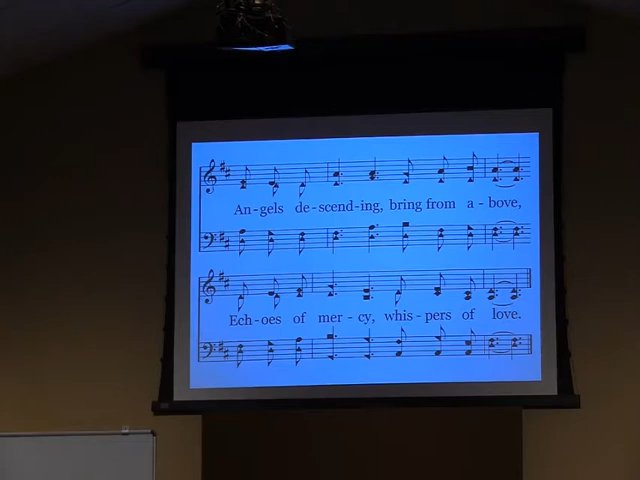 An-gels de-scend-ing, bring from a-bove,
Ech-oes of mer-cy, whis-pers of love.